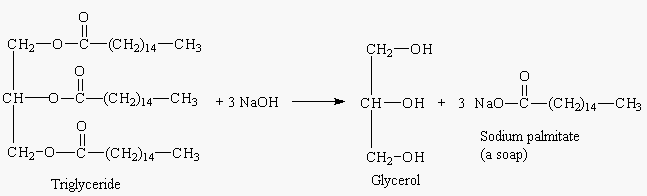 O
CH₂—O—C—(CH₂)₁₄—CH₃
O
CH—O—C—(CH₂)₁₄—CH₃
O
CH₂—O—C—(CH₂)₁₄—CH₃
Triglyceride
+ 3 NaOH
CH₂—OH
CH—OH
CH₂—OH
Glycerol
+ 3
O
NaO—C—(CH₂)₁₄—CH₃
Sodium palmitate
(a soap)